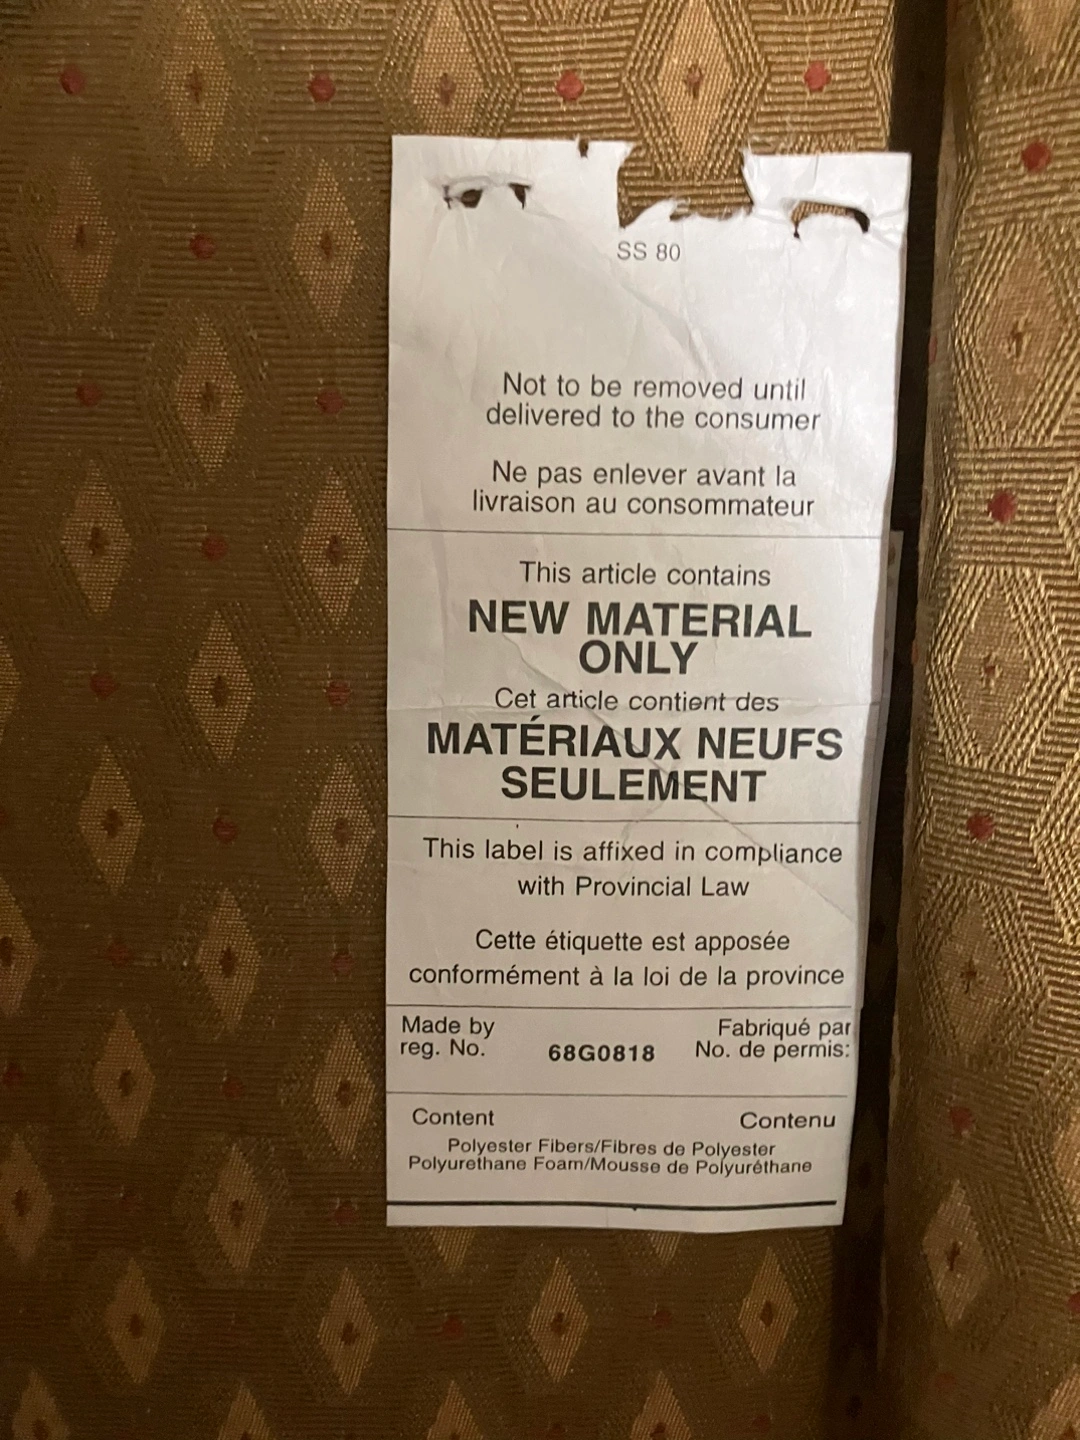 SS 80
Not to be removed until
delivered to the consumer
Ne pas enlever avant la
livraison au consommateur
This article contains
NEW MATERIAL
ONLY
Cet article contient des
MATÉRIAUX NEUFS
SEULEMENT
This label is affixed in compliance
with Provincial Law
Cette étiquette est apposée
conformément à la loi de la province
Made by Fabriqué par
reg. No. 68G0818 No. de permis:
Content Contenu
Polyester Fibers/Fibres de Polyester
Polyurethane Foam/Mousse de Polyuréthane